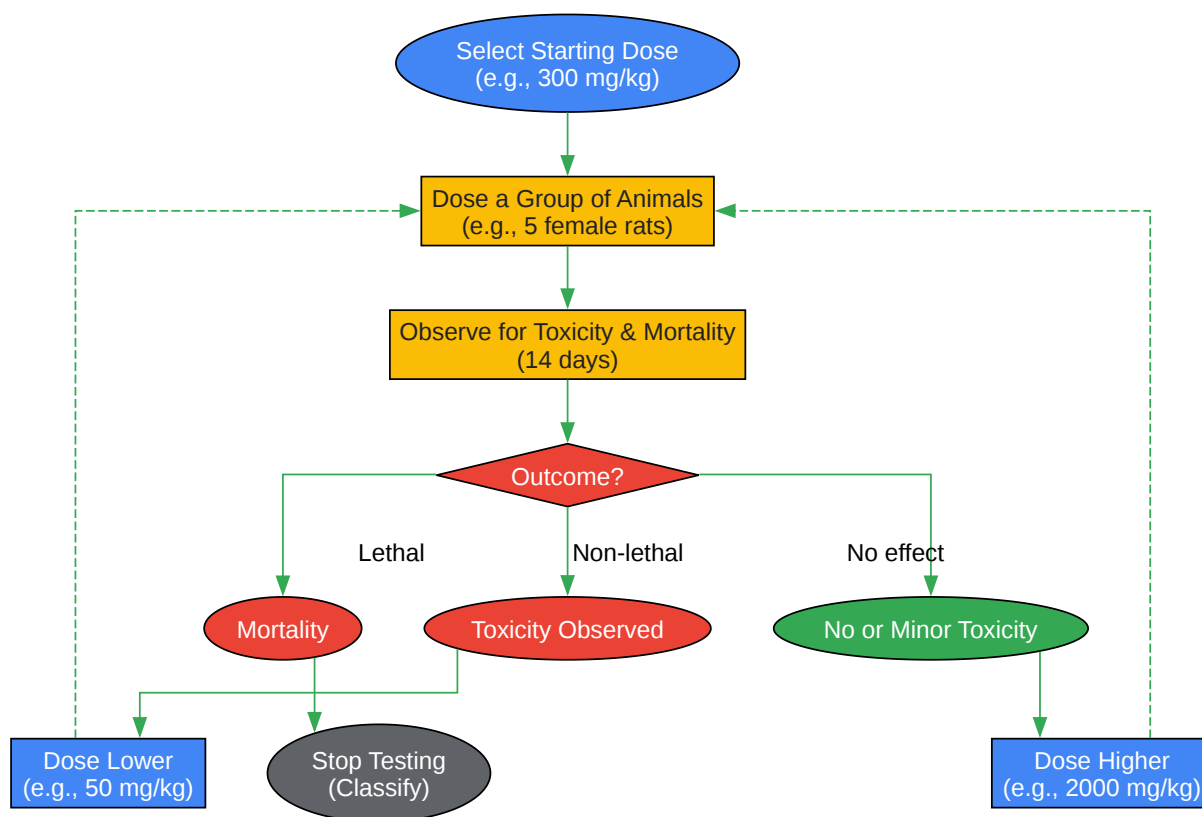 Select Starting Dose
(e.g., 300 mg/kg)
Dose a Group of Animals
(e.g., 5 female rats)
Observe for Toxicity & Mortality
(14 days)
Outcome?
Lethal
Non-lethal
No effect
Mortality
Toxicity Observed
No or Minor Toxicity
Dose Lower
(e.g., 50 mg/kg)
Stop Testing
(Classify)
Dose Higher
(e.g., 2000 mg/kg)